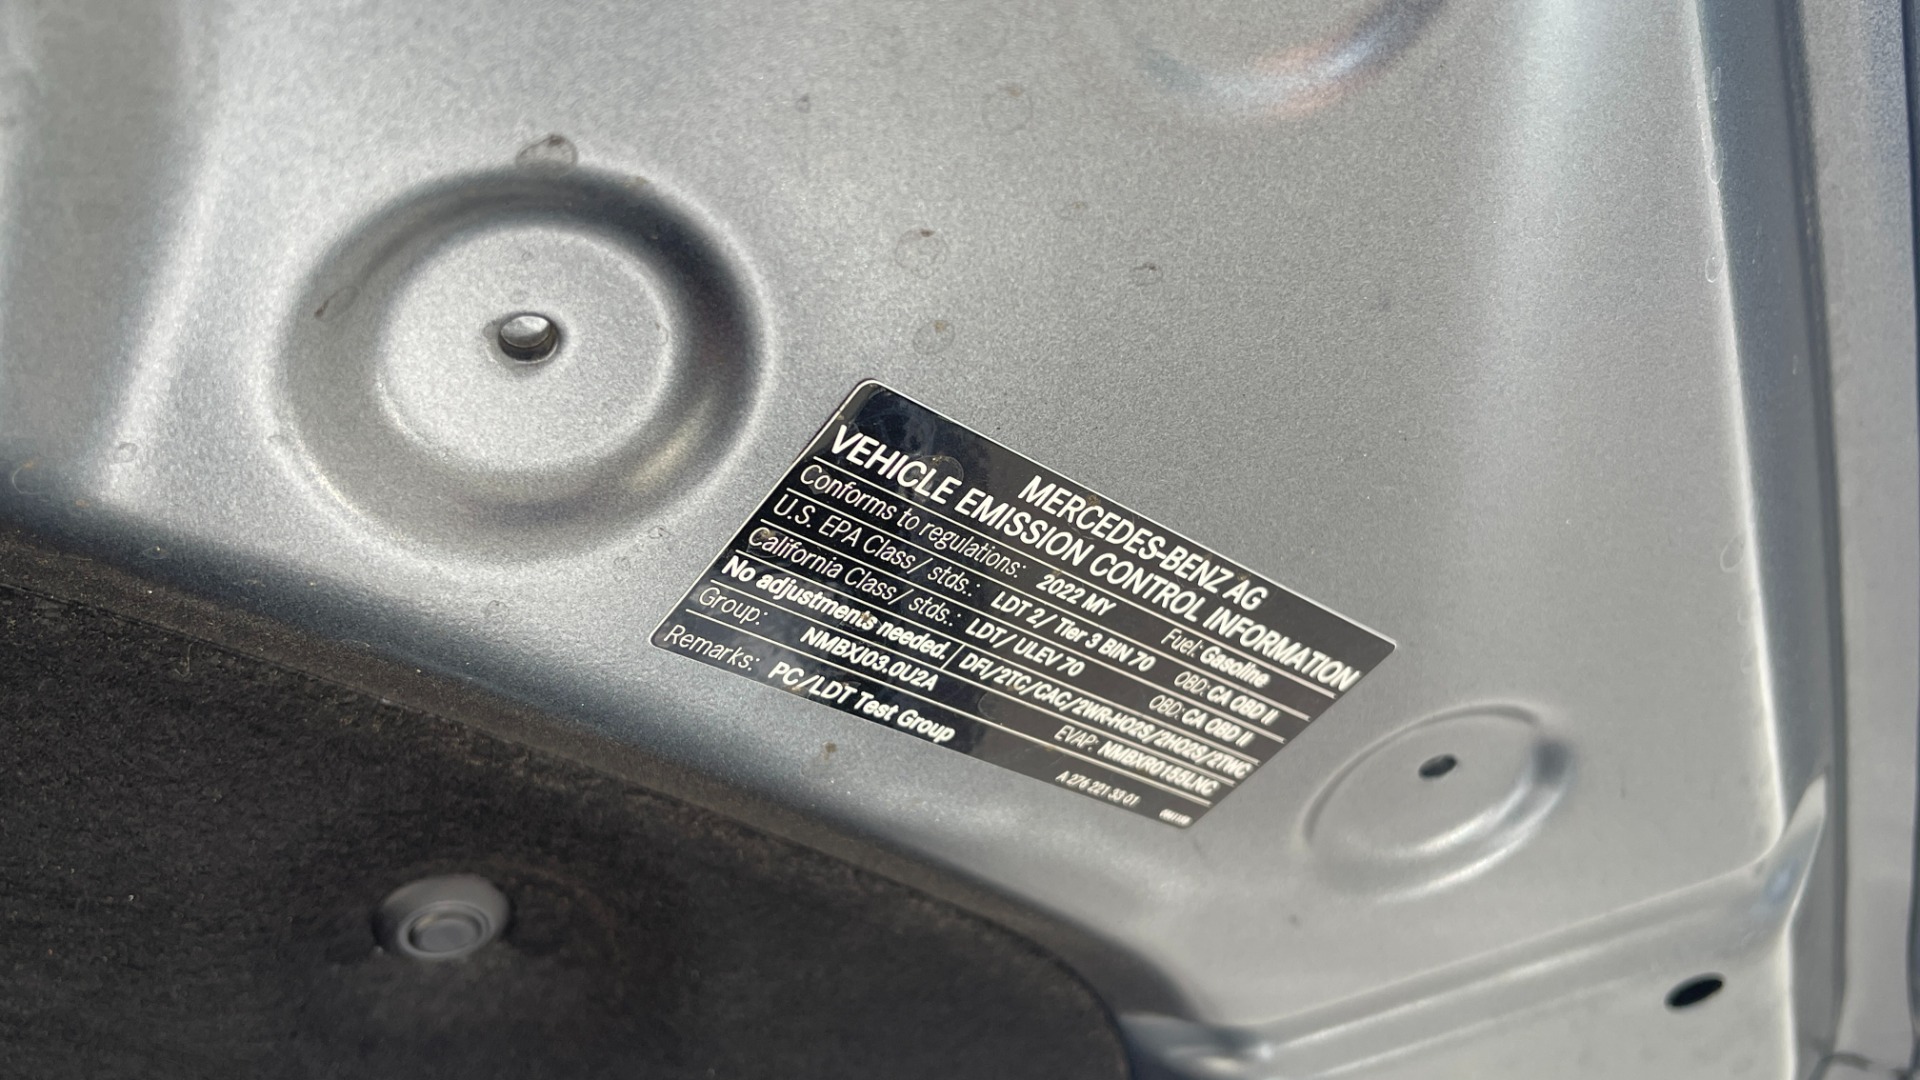 MERCEDES-BENZ AG
VEHICLE EMISSION CONTROL INFORMATION
Conforms to regulations: 2022 MY Fuel: Gasoline
U.S. EPA Class/ stds.: LDT 2/ Tier 3 BIN 70 OBD: CA OBD II
California Class/ stds.: LDT/ ULEV 70 OBD: CA OBD II
No adjustments needed. DFI/2TC/CAC/2WR-HO2S/2HO2S/2TWC
Group: NMBXJ03.0U2A EVAP: NMBXR0155LNC
Remarks: PC/LDT Test Group
A 276 221 33 01